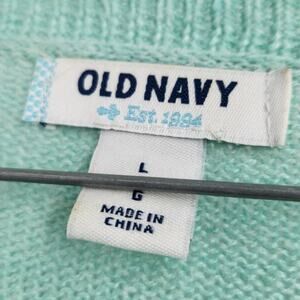 OLD NAVY
Est. 1994
L
G
MADE IN
CHINA